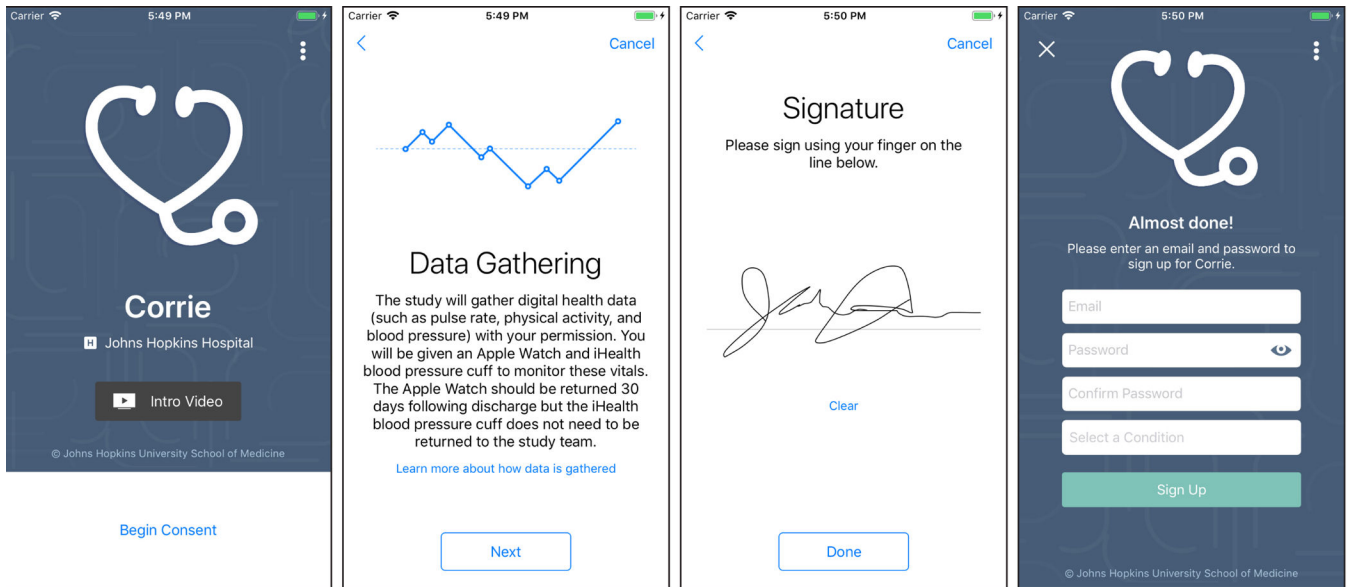 Carrier 5:49 PM
Corrie
H Johns Hopkins Hospital
Intro Video
© Johns Hopkins University School of Medicine
Begin Consent
Carrier 5:49 PM
Cancel
Data Gathering
The study will gather digital health data
(such as pulse rate, physical activity, and
blood pressure) with your permission. You
will be given an Apple Watch and iHealth
blood pressure cuff to monitor these vitals.
The Apple Watch should be returned 30
days following discharge but the iHealth
blood pressure cuff does not need to be
returned to the study team.
Learn more about how data is gathered
Next
Carrier 5:50 PM
Cancel
Signature
Please sign using your finger on the
line below.
Clear
Done
Carrier 5:50 PM
Almost done!
Please enter an email and password to
sign up for Corrie.
Email
Password
Confirm Password
Select a Condition
Sign Up
© Johns Hopkins University School of Medicine